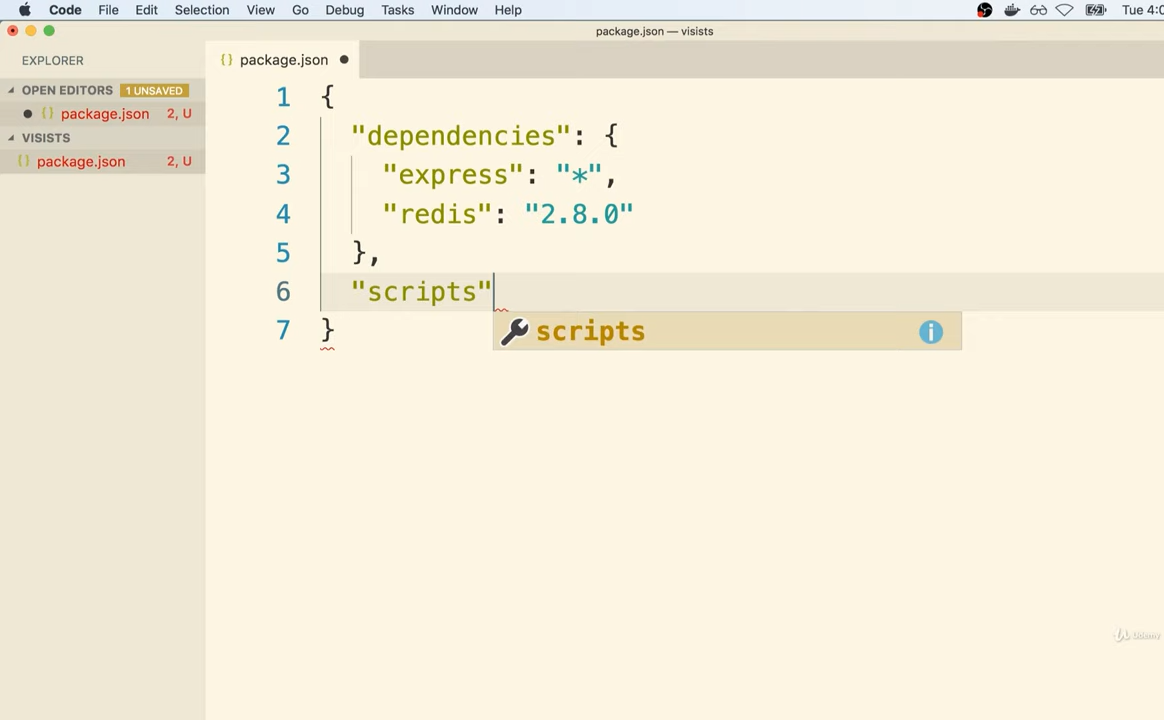 Code File Edit Selection View Go Debug Tasks Window Help Tue 4:0
package.json — visists
EXPLORER
{} package.json
OPEN EDITORS 1 UNSAVED
{} package.json 2, U
VISISTS
{} package.json 2, U
1 {
2 "dependencies": {
3 "express": "*",
4 "redis": "2.8.0"
5 },
6 "scripts"
7 }
scripts
Udemy